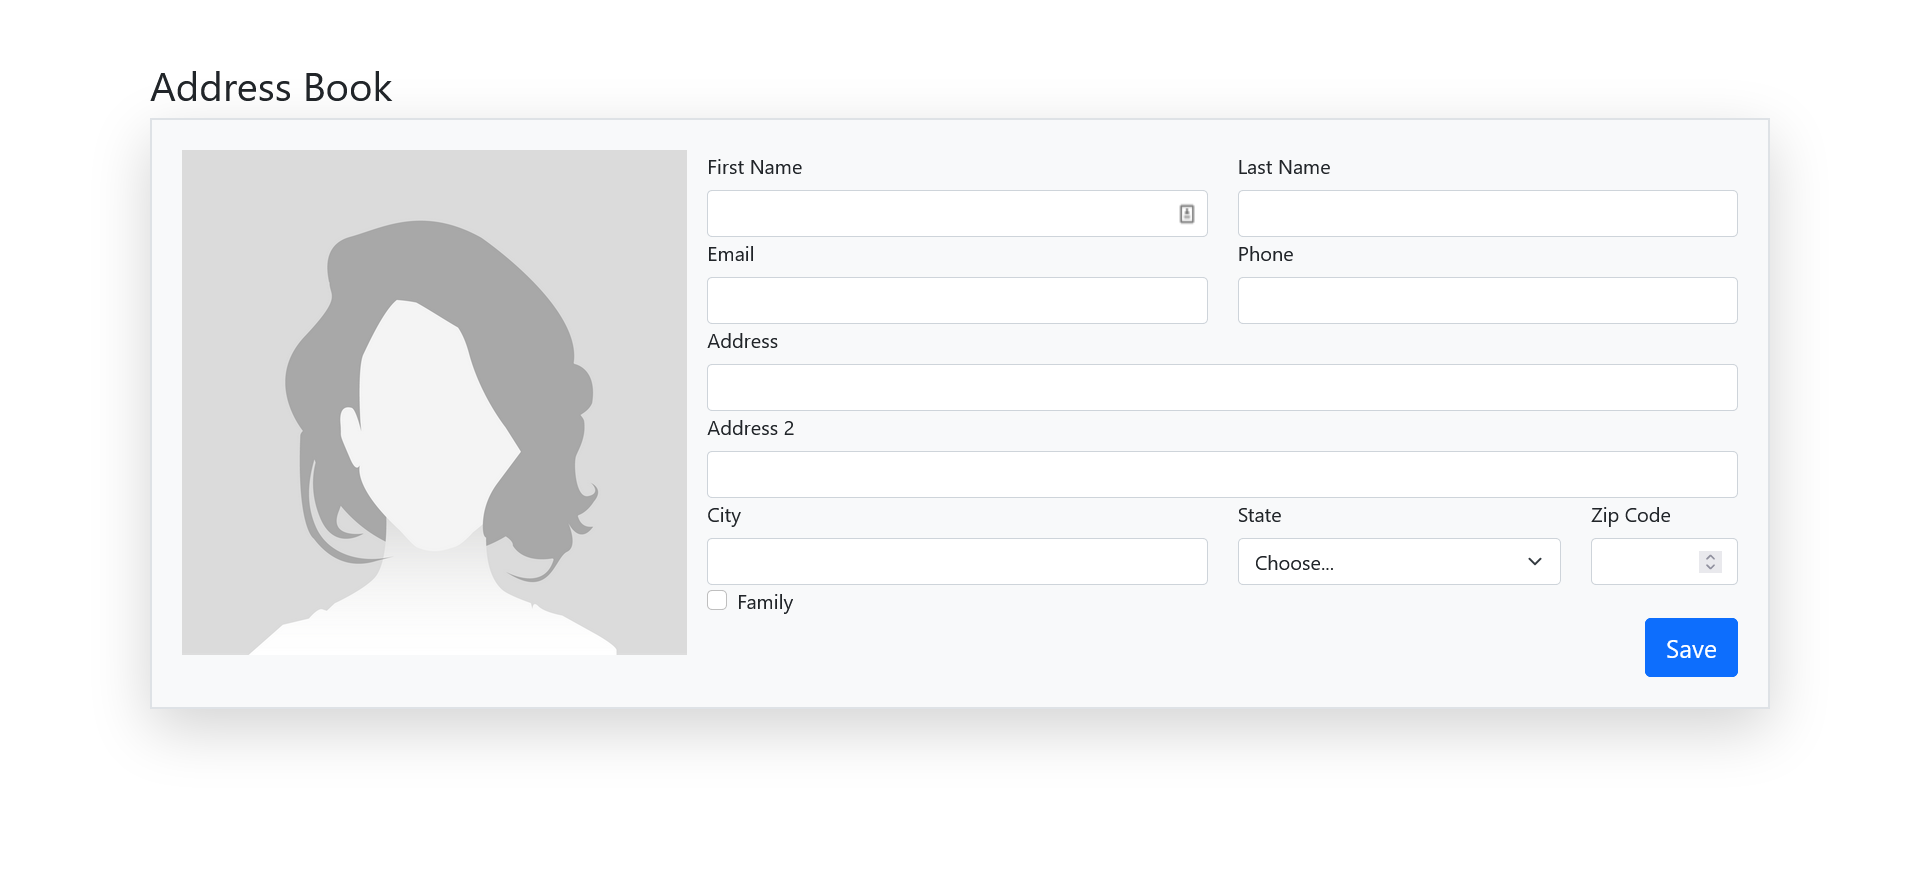 Address Book
First Name
Last Name
Email
Phone
Address
Address 2
City
State
Zip Code
Choose...
Family
Save